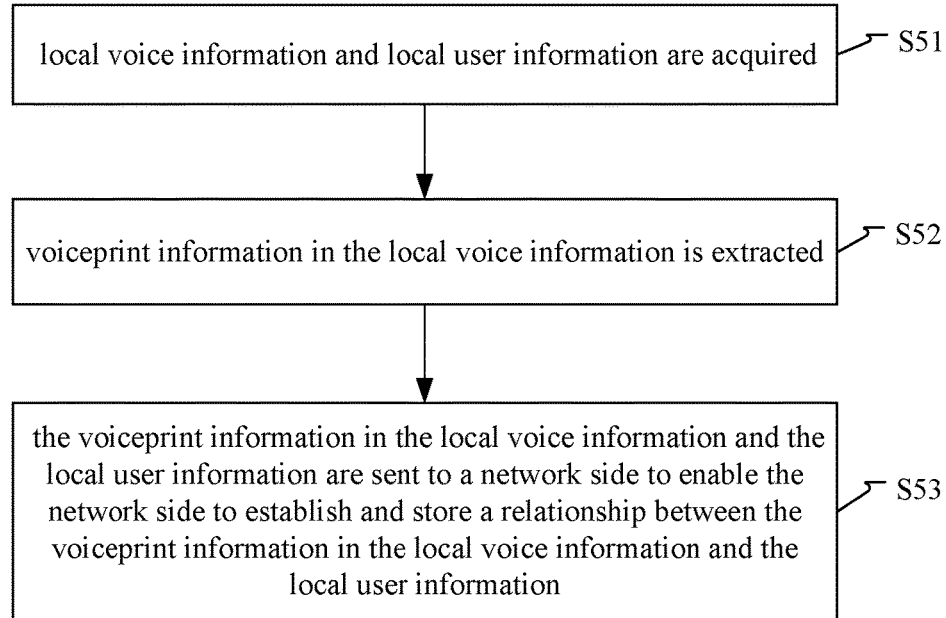 local voice information and local user information are acquired
S51
voiceprint information in the local voice information is extracted
S52
the voiceprint information in the local voice information and the
local user information are sent to a network side to enable the
network side to establish and store a relationship between the
voiceprint information in the local voice information and the
local user information
S53